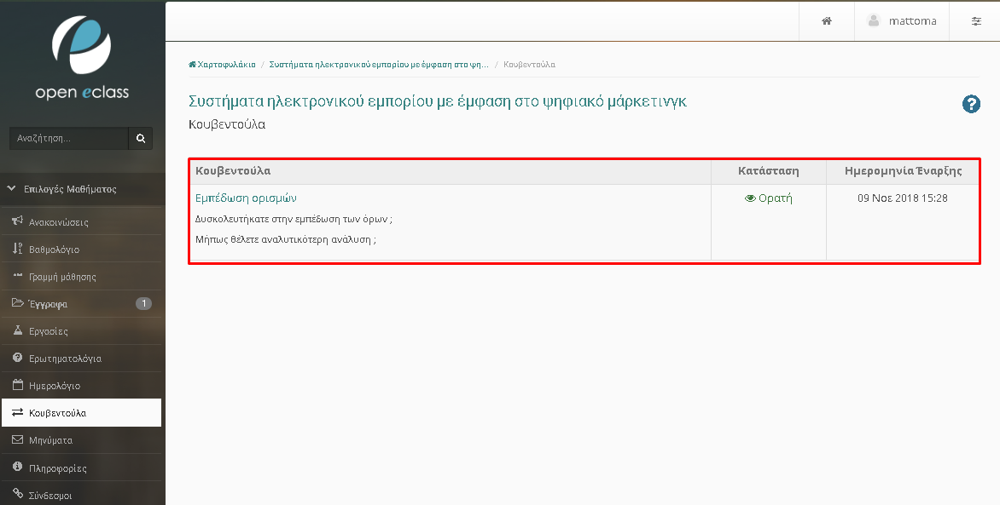 open eclass
mattoma
Αναζήτηση...
Επιλογές Μαθήματος
Ανακοινώσεις
Βαθμολόγιο
Γραμμή μάθησης
Έγγραφα 1
Εργασίες
Ερωτηματολόγια
Ημερολόγιο
Κουβεντούλα
Μηνύματα
Πληροφορίες
Σύνδεσμοι
Χαρτοφυλάκιο / Συστήματα ηλεκτρονικού εμπορίου με έμφαση στο ψη... / Κουβεντούλα
Συστήματα ηλεκτρονικού εμπορίου με έμφαση στο ψηφιακό μάρκετινγκ
Κουβεντούλα
Κουβεντούλα Κατάσταση Ημερομηνία Έναρξης
Εμπέδωση ορισμών Ορατή 09 Νοε 2018 15:28
Δυσκολευτήκατε στην εμπέδωση των όρων ;
Μήπως θέλετε αναλυτικότερη ανάλυση ;